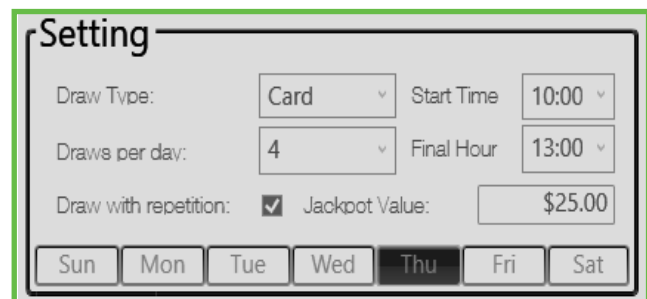 Setting
Draw Type: Card Start Time 10:00
Draws per day: 4 Final Hour 13:00
Draw with repetition: Jackpot Value: $25.00
Sun Mon Tue Wed Thu Fri Sat